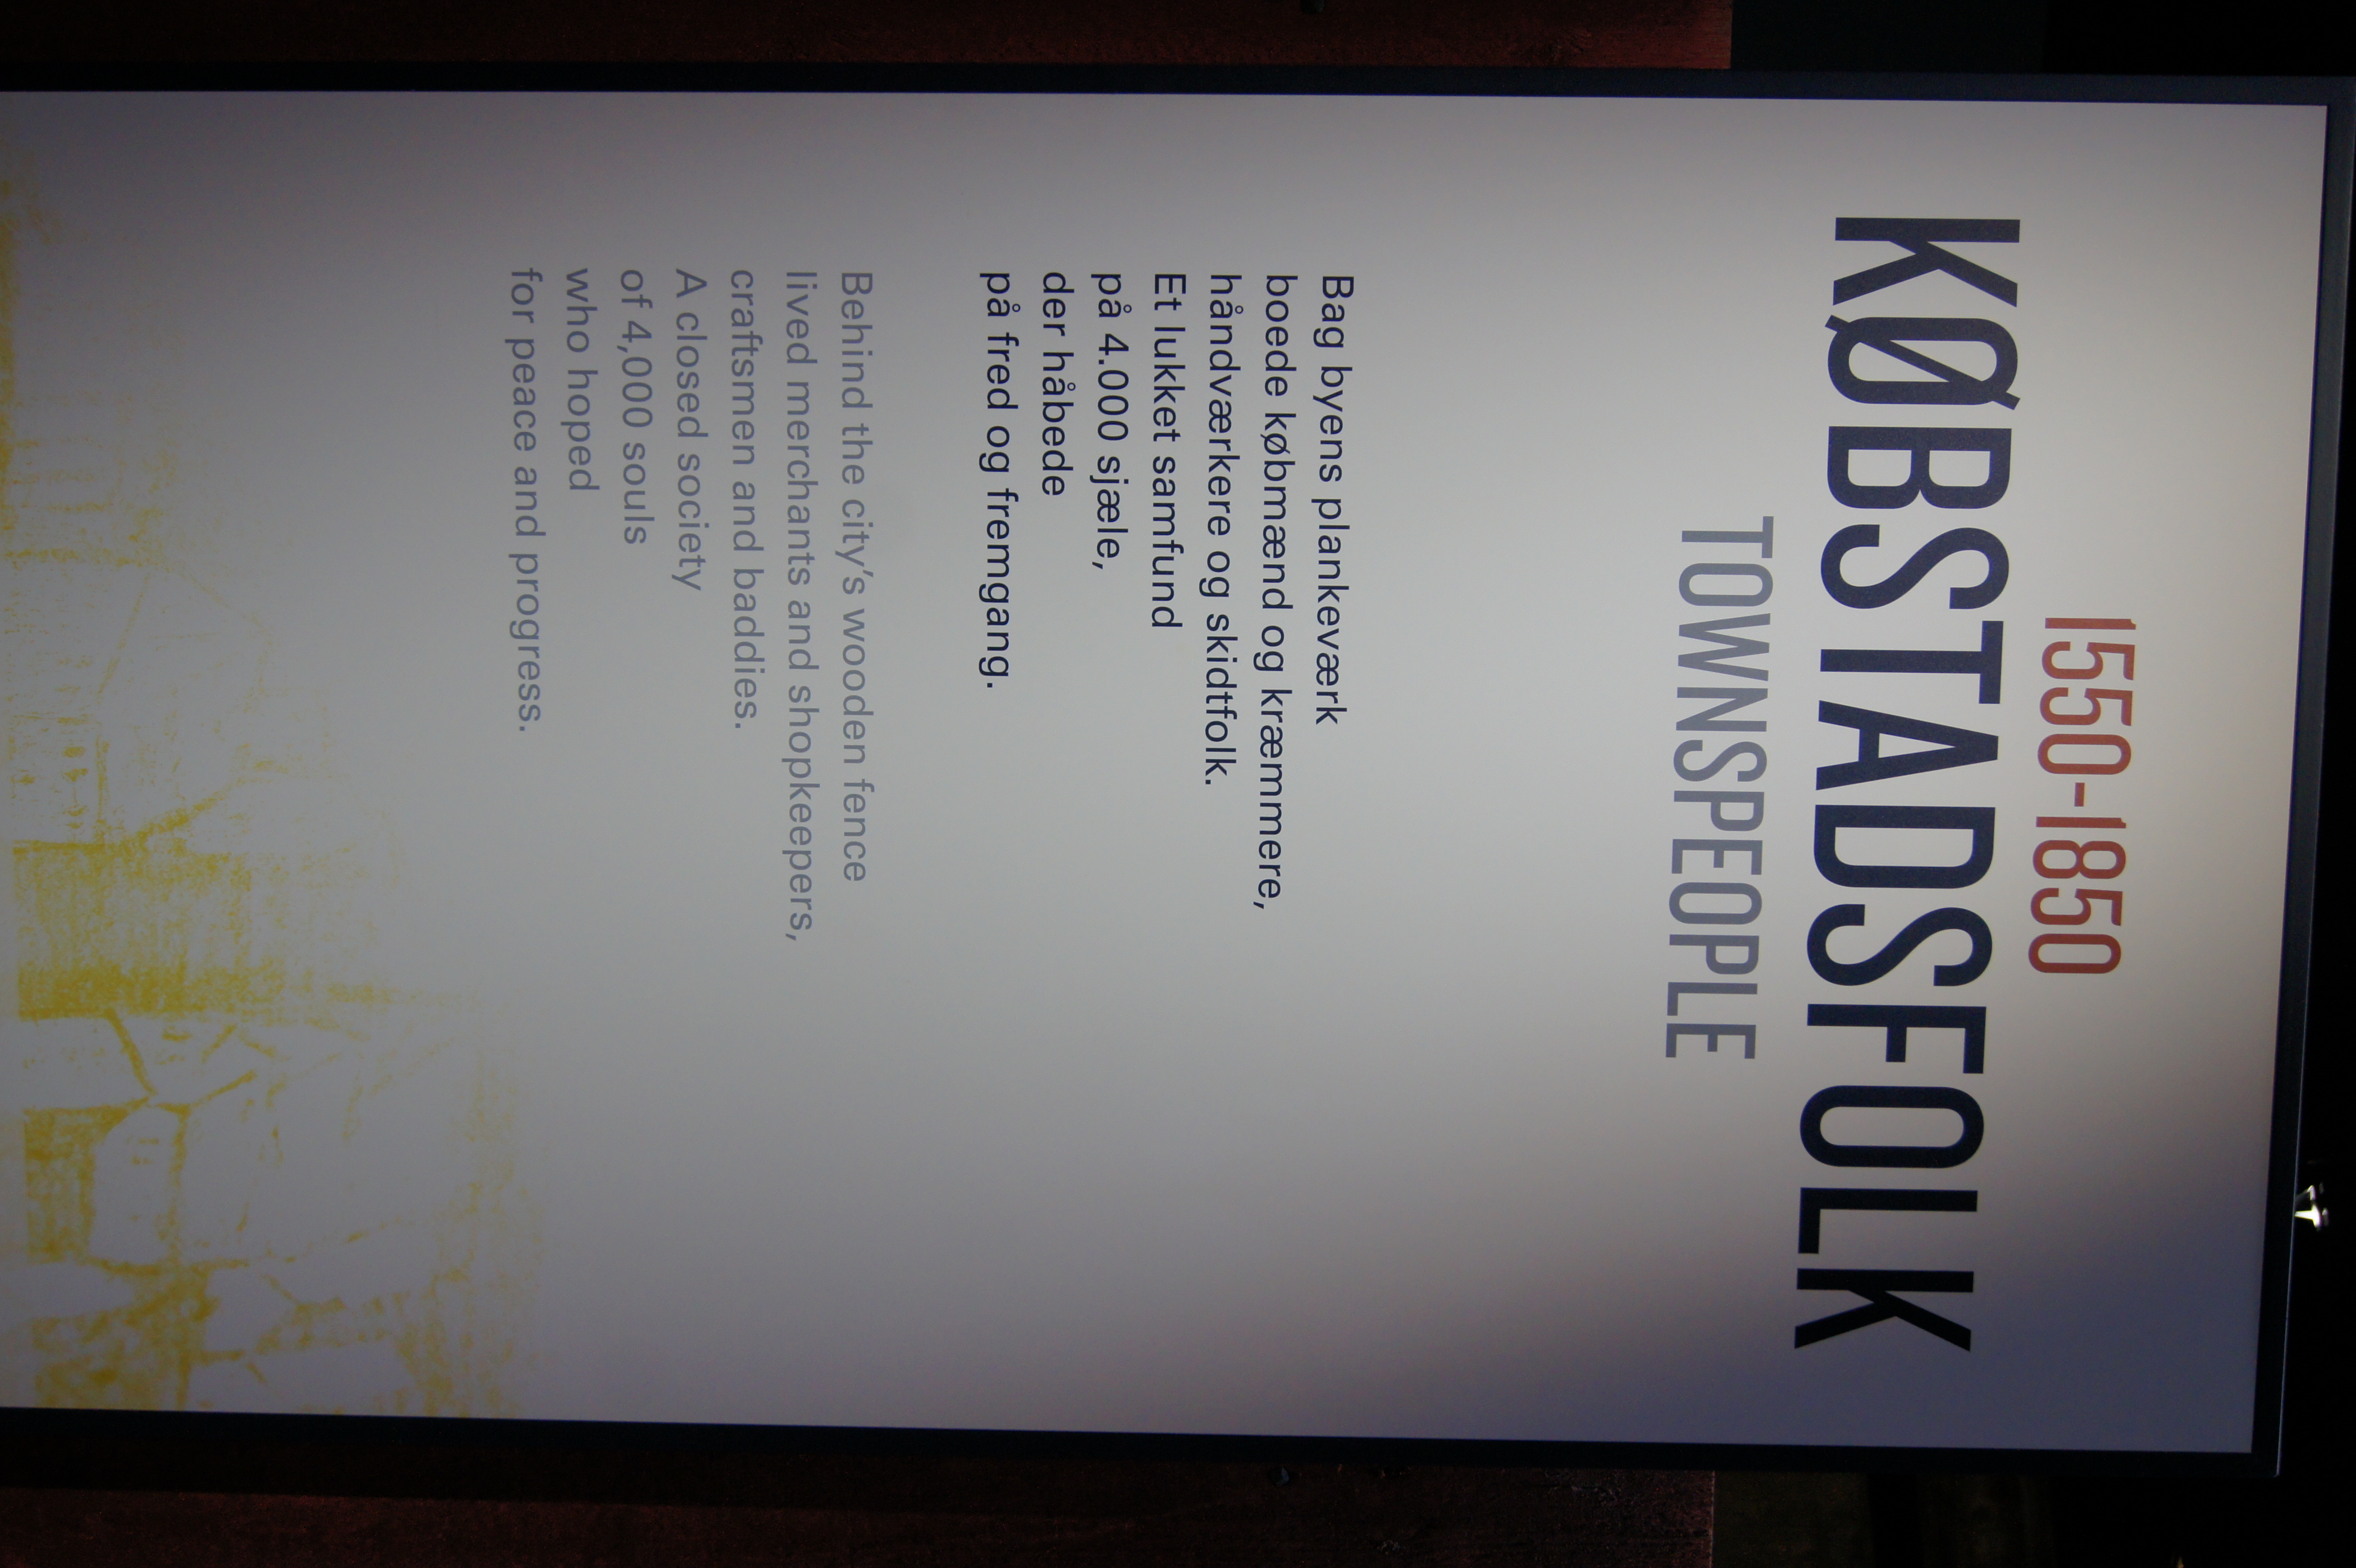 1550-1850
KØBSTADSFOLK
TOWNSPEOPLE
Bag byens plankeværk
boede købmænd og kræmmere,
håndværkere og skidtfolk.
Et lukket samfund
på 4.000 sjæle,
der håbede
på fred og fremgang.
Behind the city’s wooden fence
lived merchants and shopkeepers,
craftsmen and baddies.
A closed society
of 4,000 souls
who hoped
for peace and progress.